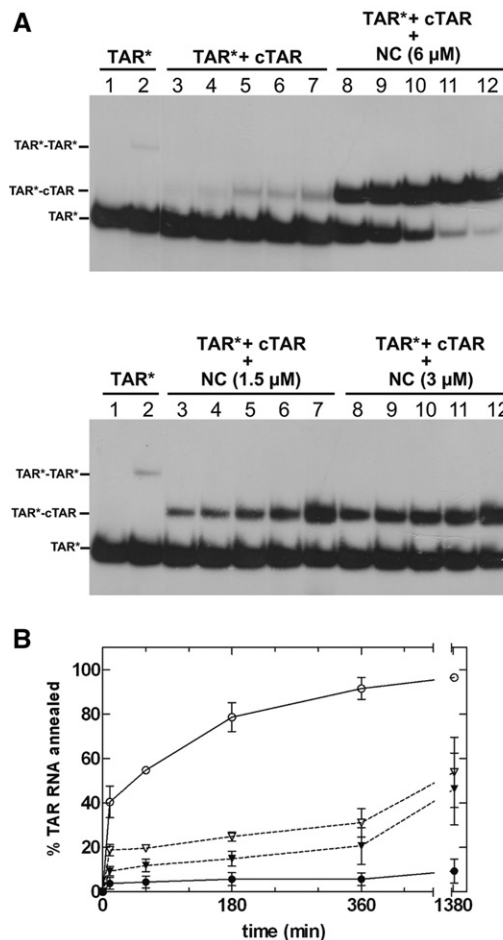 A
TAR* TAR*+ cTAR TAR*+ cTAR + NC (6 µM)
1 2 3 4 5 6 7 8 9 10 11 12
TAR*-TAR*
TAR*-cTAR
TAR*
TAR* TAR*+ cTAR + NC (1.5 µM) TAR*+ cTAR + NC (3 µM)
1 2 3 4 5 6 7 8 9 10 11 12
TAR*-TAR*
TAR*-cTAR
TAR*
B
% TAR RNA annealed
100
80
60
40
20
0
0 180 360 1380
time (min)